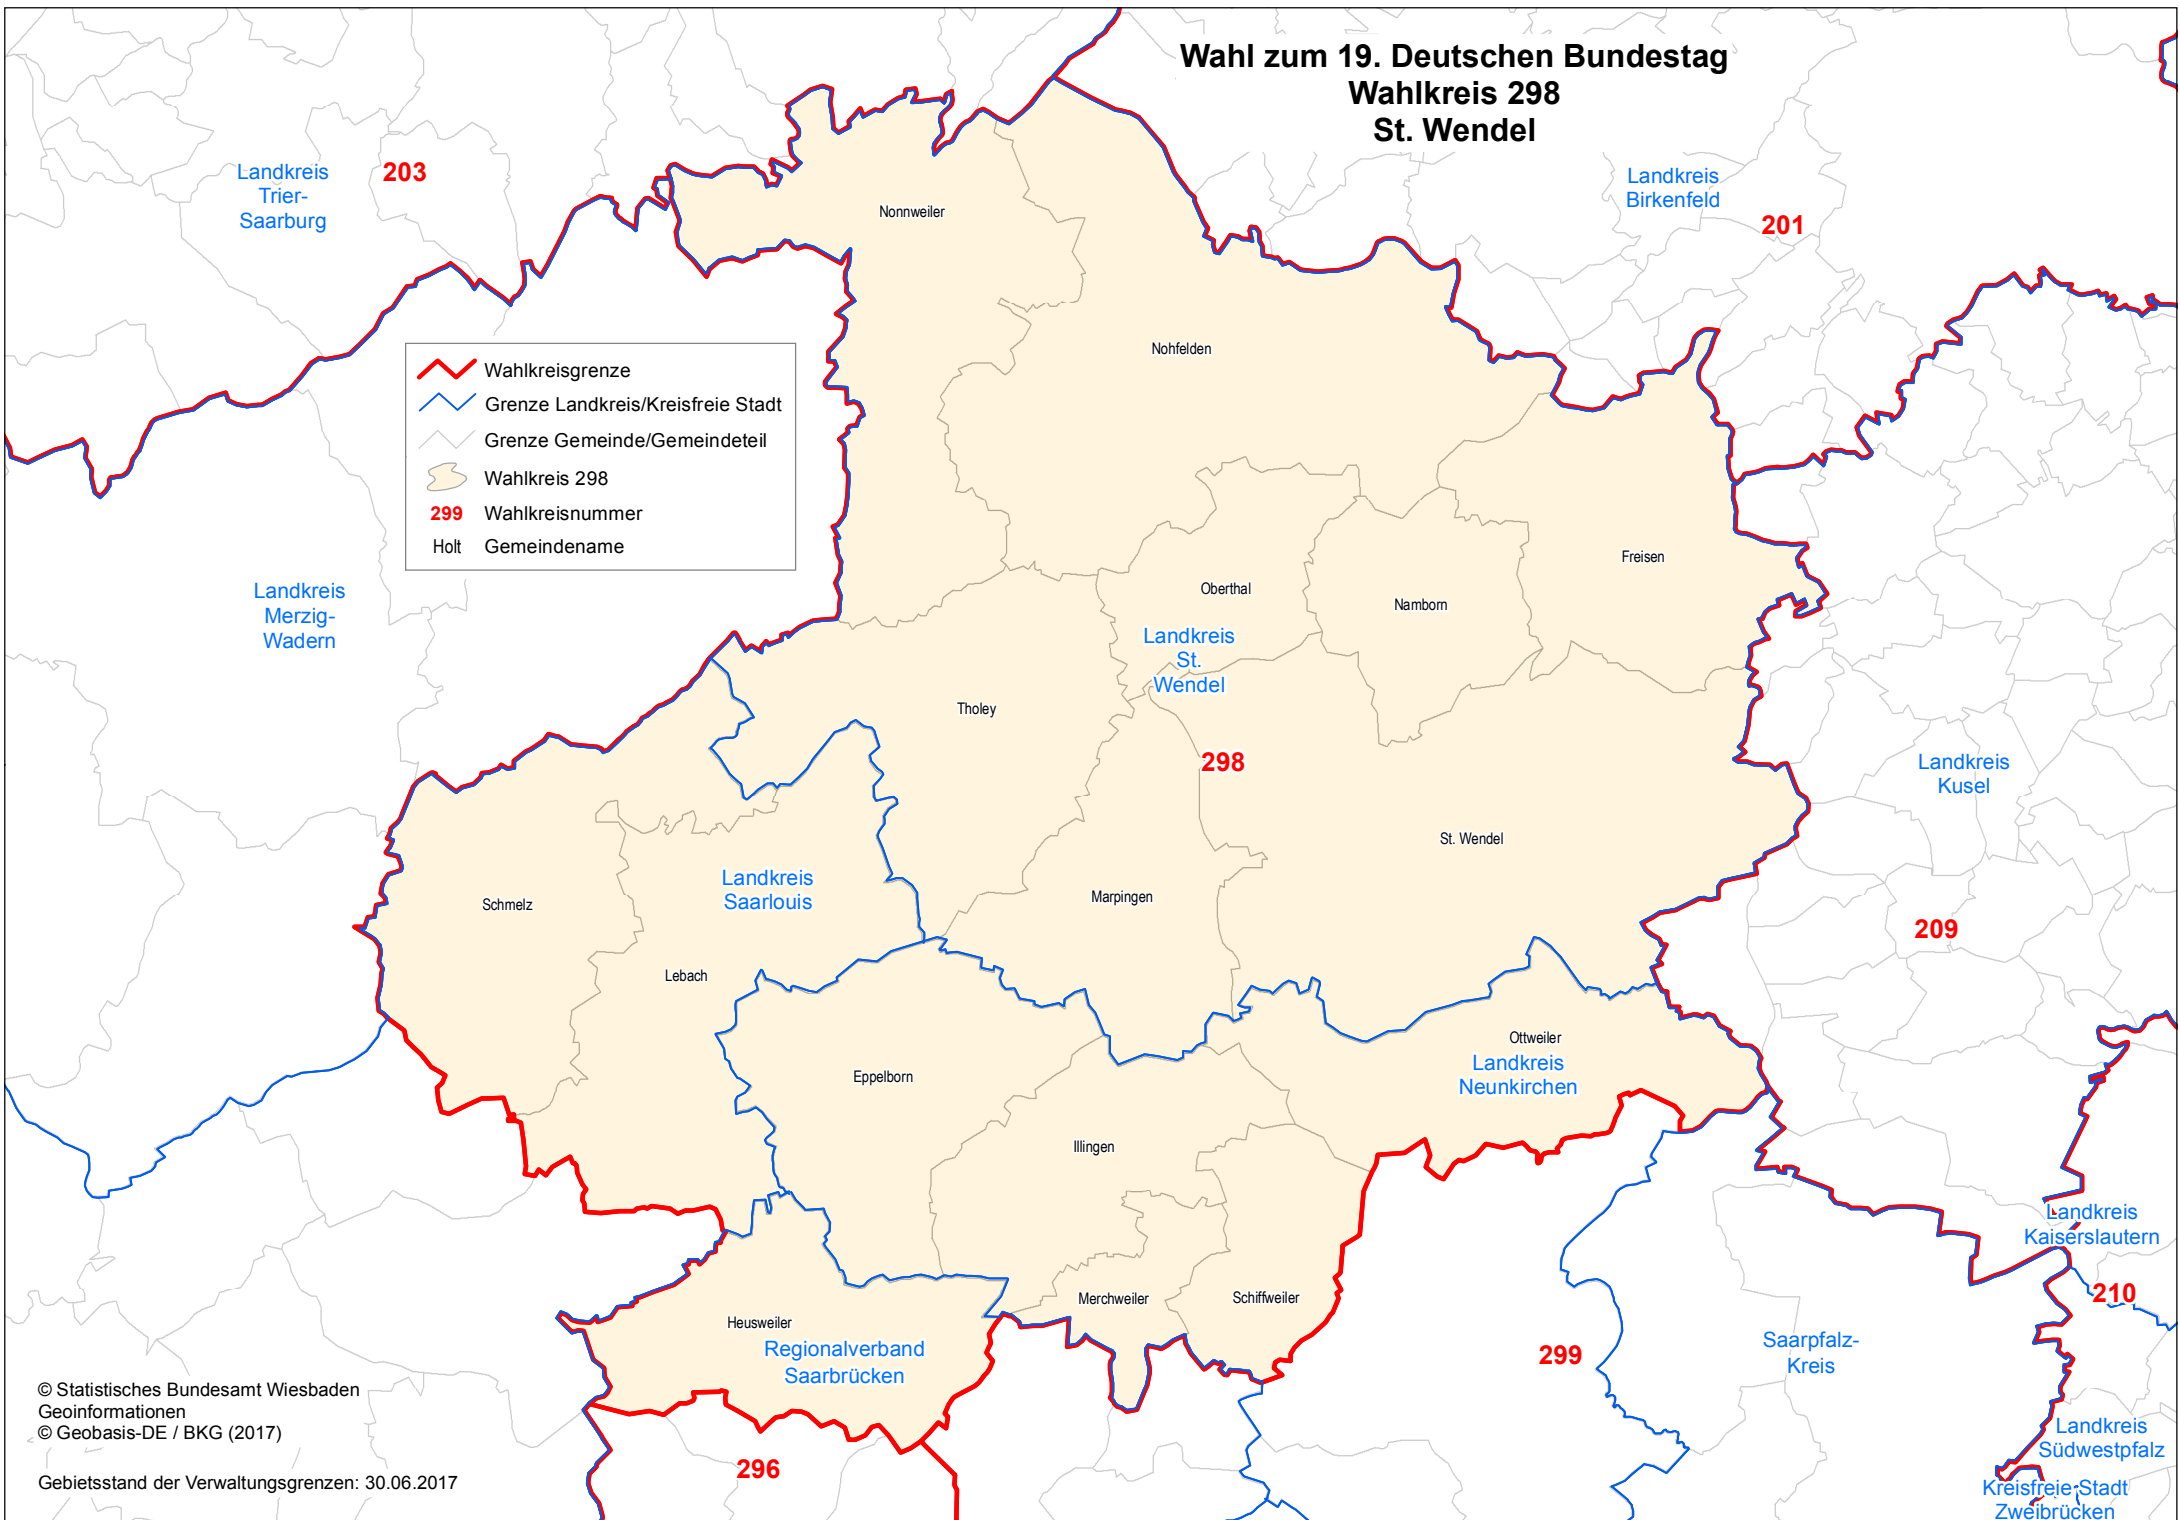 Wahl zum 19. Deutschen Bundestag
Wahlkreis 298
St. Wendel
Landkreis
Trier-
Saarburg
203
Nonnweiler
Landkreis
Birkenfeld
201
Nohfelden
Wahlkreisgrenze
Grenze Landkreis/Kreisfreie Stadt
Grenze Gemeinde/Gemeindeteil
Wahlkreis 298
299 Wahlkreisnummer
Holt Gemeindename
Landkreis
Merzig-
Wadern
Freisen
Oberthal
Namborn
Landkreis
St.
Wendel
Tholey
298
Landkreis
Kusel
St. Wendel
Landkreis
Saarlouis
Schmelz
Marpingen
209
Lebach
Ottweiler
Landkreis
Neunkirchen
Eppelborn
Illingen
Landkreis
Kaiserslautern
210
Merchweiler
Schiffweiler
Heusweiler
Regionalverband
Saarbrücken
299
Saarpfalz-
Kreis
© Statistisches Bundesamt Wiesbaden
Geoinformationen
© Geobasis-DE / BKG (2017)
Landkreis
Südwestpfalz
296
Gebietsstand der Verwaltungsgrenzen: 30.06.2017
Kreisfreie Stadt
Zweibrücken